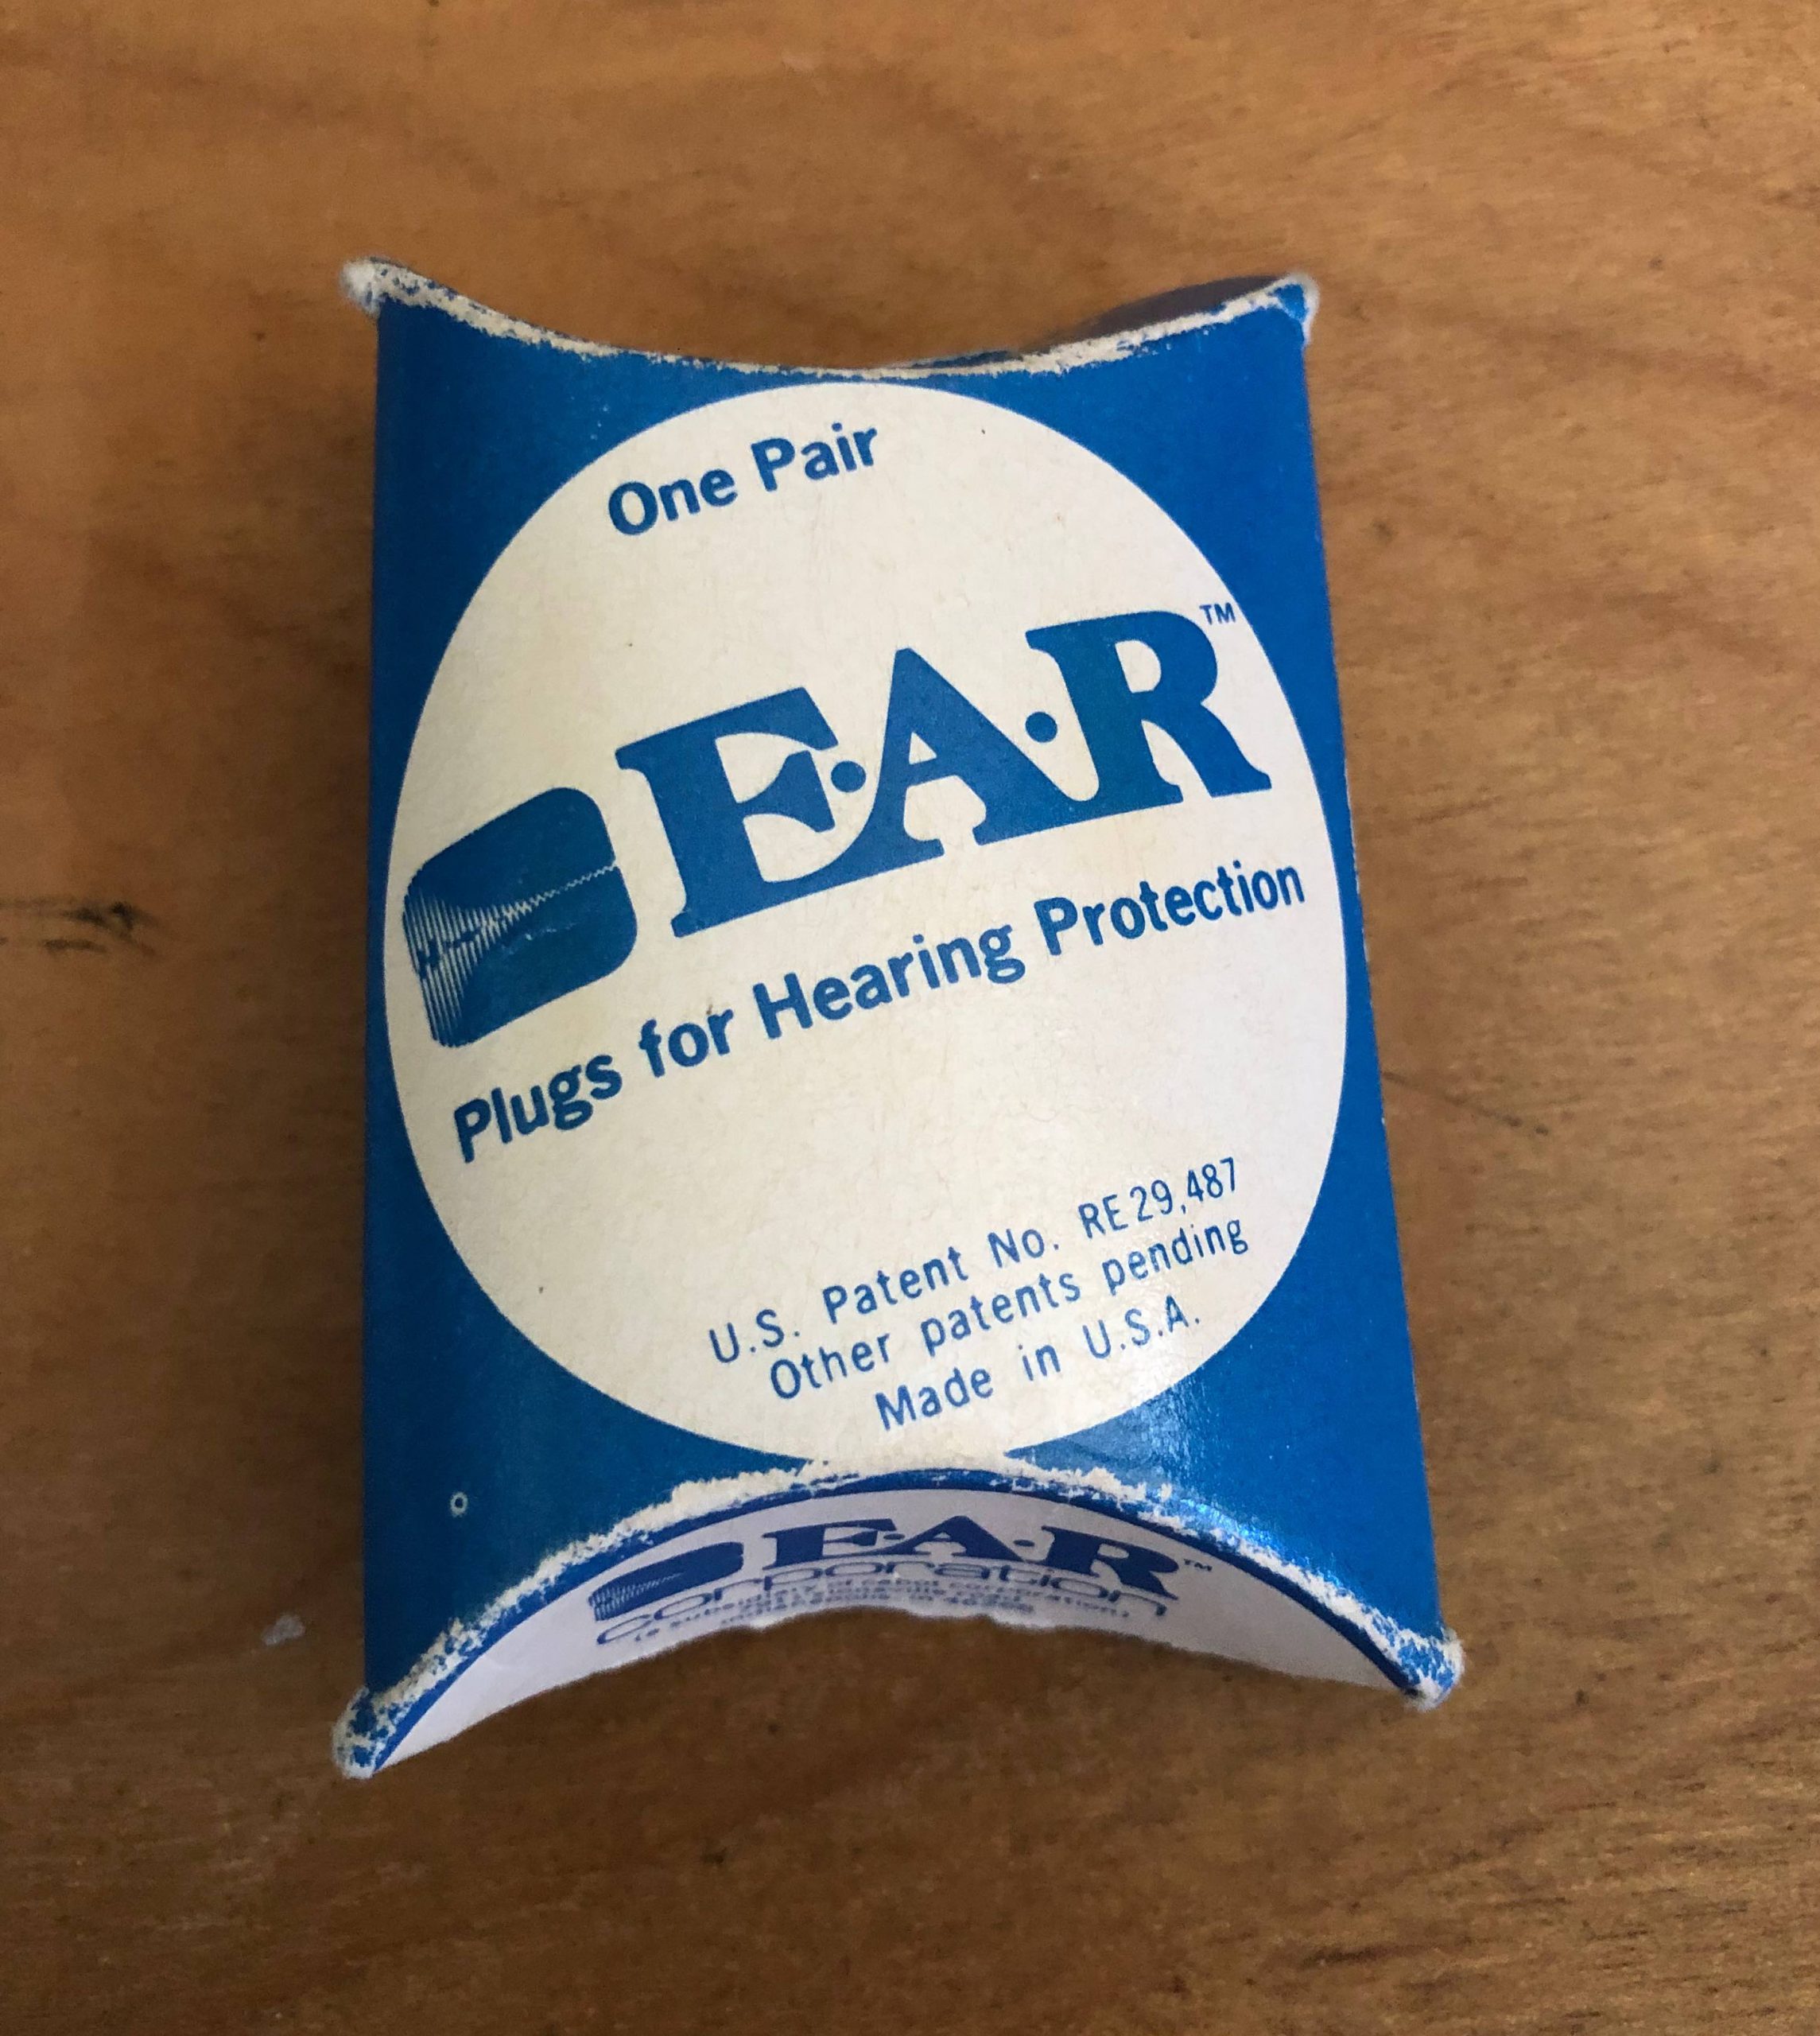 One Pair
E·A·R™
Plugs for Hearing Protection
U.S. Patent No. RE29,487
Other patents pending
Made in U.S.A.
E·A·R™
corporation